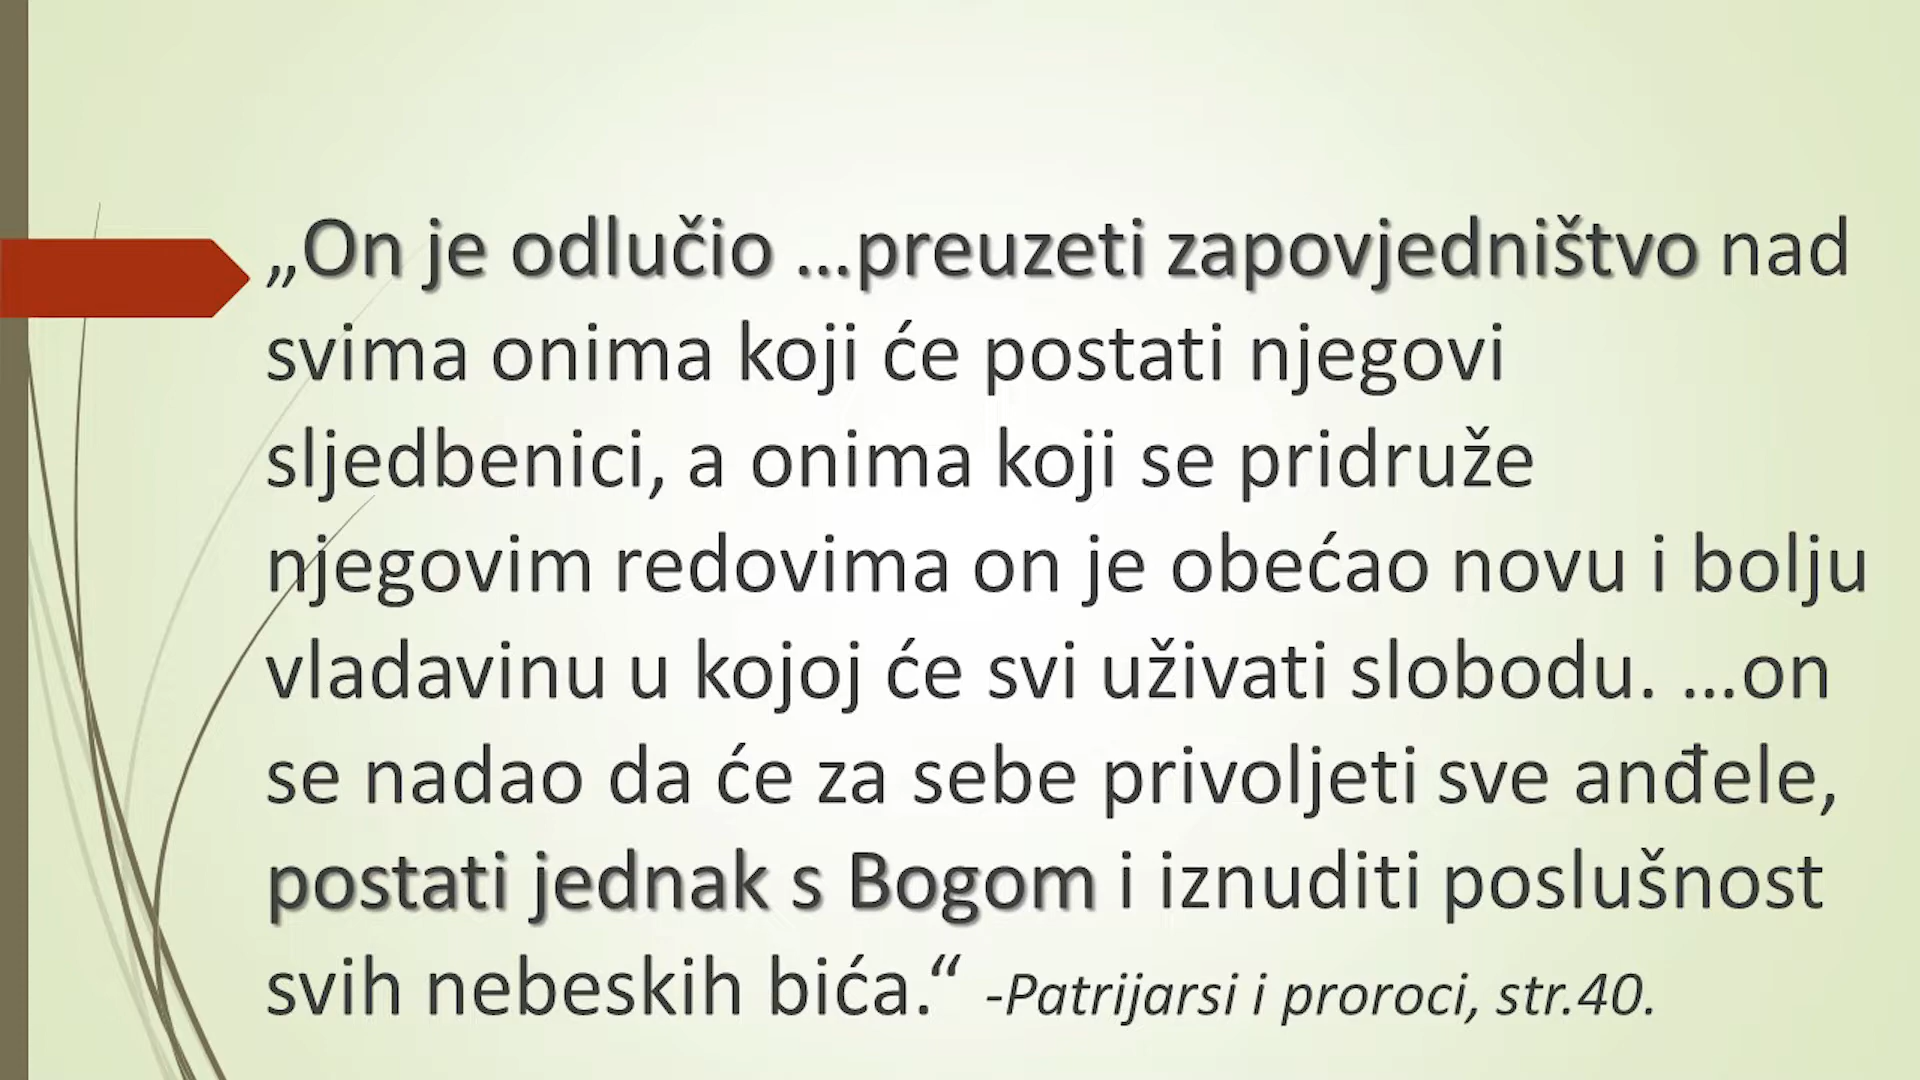 „On je odlučio …preuzeti zapovjedništvo nad
svima onima koji će postati njegovi
sljedbenici, a onima koji se pridruže
njegovim redovima on je obećao novu i bolju
vladavinu u kojoj će svi uživati slobodu. …on
se nadao da će za sebe privoljeti sve anđele,
postati jednak s Bogom i iznuditi poslušnost
svih nebeskih bića.“ -Patrijarsi i proroci, str.40.